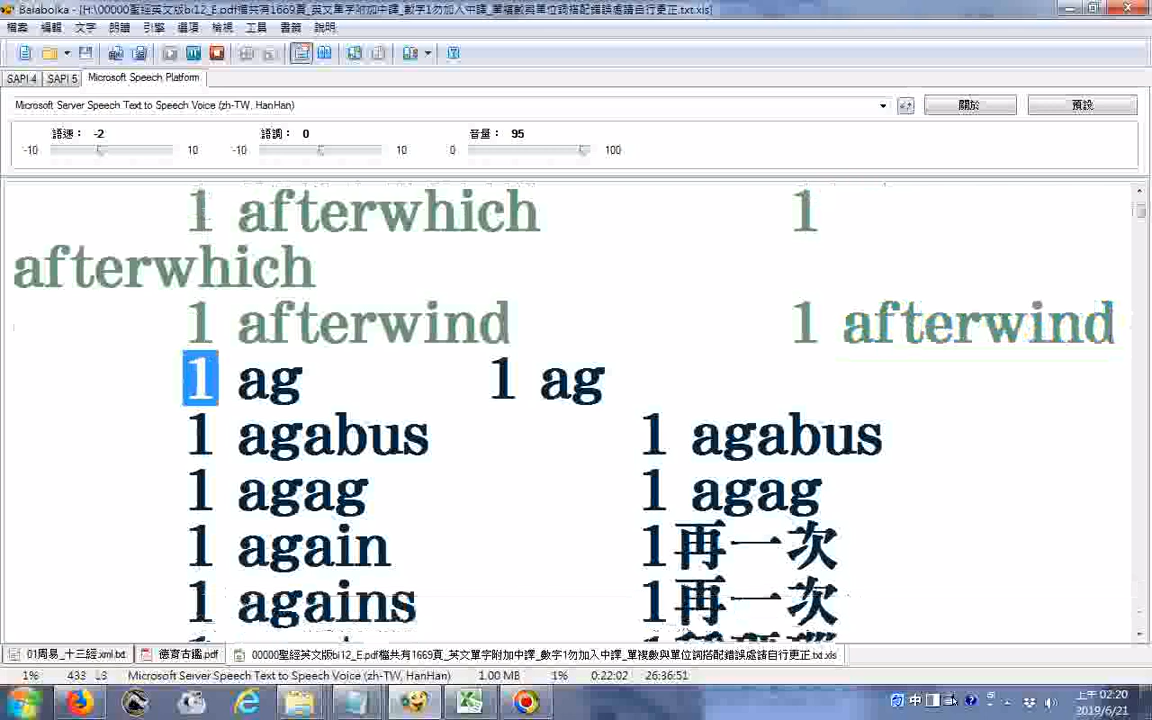 Balabolka - [H:\00000聖經英文版bi12_E.pdf檔共有1669頁_英文單字附加中譯_數字1勿加入中譯_單複數與單位詞搭配錯誤處請自行更正.txt.xls]
檔案 編輯 文字 朗讀 引擎 選項 檢視 工具 書籤 說明
SAPI 4 SAPI 5 Microsoft Speech Platform
Microsoft Server Speech Text to Speech Voice (zh-TW, HanHan) 關於 預設
語速： -2 語調： 0 音量： 95
-10 10 -10 10 0 100
1 afterwhich 1
afterwhich
1 afterwind 1 afterwind
1 ag 1 ag
1 agabus 1 agabus
1 agag 1 agag
1 again 1再一次
1 agains 1再一次
01周易_十三經.xml.txt 德育古鑑.pdf 00000聖經英文版bi12_E.pdf檔共有1669頁_英文單字附加中譯_數字1勿加入中譯_單複數與單位詞搭配錯誤處請自行更正.txt.xls
1% 433 L3 Microsoft Server Speech Text to Speech Voice (zh-TW, HanHan) 1.00 MB 1% 0:22:02 26:36:51
中 上午 02:20
2019/6/21